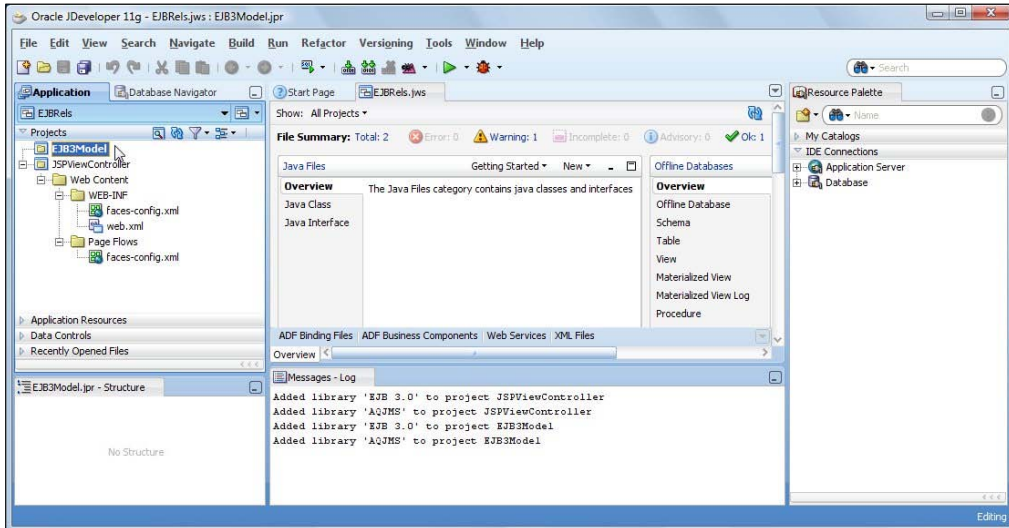 Oracle JDeveloper 11g - EJBRels.jws : EJB3Model.jpr
File Edit View Search Navigate Build Run Refactor Versioning Tools Window Help
Search
Application
Database Navigator
EJBRels
Projects
EJB3Model
JSPViewController
Web Content
WEB-INF
faces-config.xml
web.xml
Page Flows
faces-config.xml
Application Resources
Data Controls
Recently Opened Files
EJB3Model.jpr - Structure
No Structure
Start Page
EJBRels.jws
Show: All Projects
File Summary: Total: 2 Error: 0 Warning: 1 Incomplete: 0 Advisory: 0 Ok: 1
Java Files Getting Started New
Overview
Java Class
Java Interface
The Java Files category contains java classes and interfaces
Offline Databases
Overview
Offline Database
Schema
Table
View
Materialized View
Materialized View Log
Procedure
ADF Binding Files ADF Business Components Web Services XML Files
Overview
Messages - Log
Added library 'EJB 3.0' to project JSPViewController
Added library 'AQJMS' to project JSPViewController
Added library 'EJB 3.0' to project EJB3Model
Added library 'AQJMS' to project EJB3Model
Resource Palette
Name
My Catalogs
IDE Connections
Application Server
Database
Editing